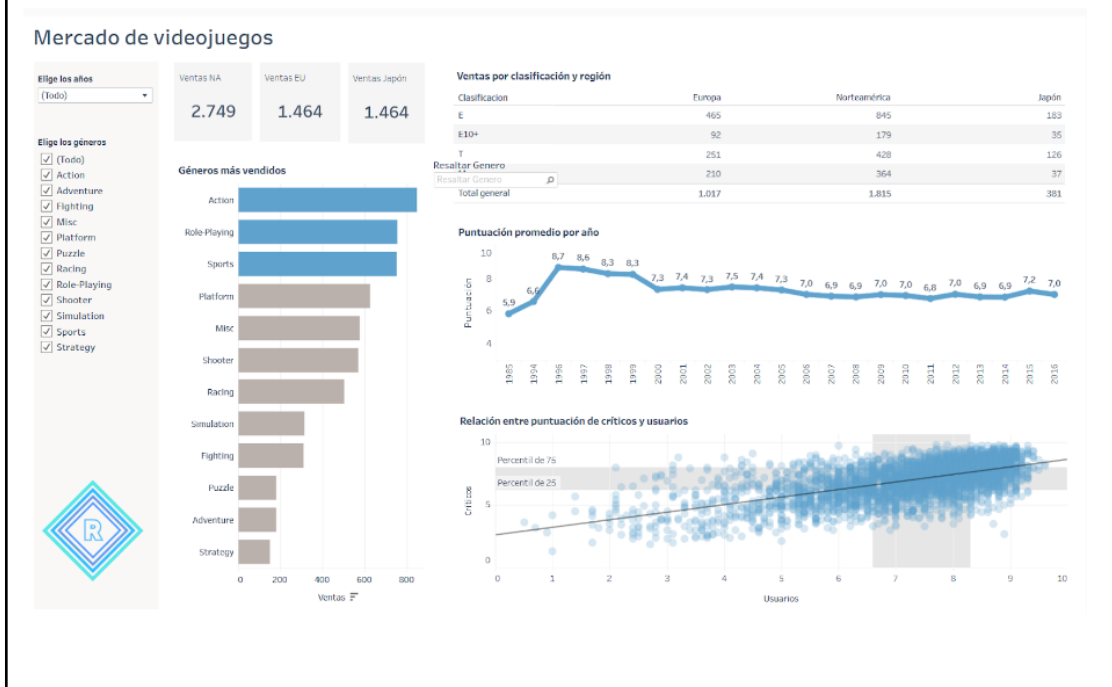 Mercado de videojuegos
Elige los años
(Todo)
Elige los géneros
(Todo)
Action
Adventure
Fighting
Misc
Platform
Puzzle
Racing
Role-Playing
Shooter
Simulation
Sports
Strategy
R
Ventas NA
2.749
Ventas EU
1.464
Ventas Japón
1.464
Géneros más vendidos
Action
Role-Playing
Sports
Platform
Misc
Shooter
Racing
Simulation
Fighting
Puzzle
Adventure
Strategy
0 200 400 600 800
Ventas
Ventas por clasificación y región
Clasificacion Europa Norteamérica Japón
E 465 845 183
E10+ 92 179 35
T 251 428 126
Resaltar Genero
Resaltar Genero
210 364 37
Total general 1.017 1.815 381
Puntuación promedio por año
Puntuación
10
8
6
4
5,9 6,6 8,7 8,6 8,3 8,3 7,3 7,4 7,3 7,5 7,4 7,3 7,0 6,9 6,9 7,0 7,0 6,8 7,0 6,9 6,9 7,2 7,0
1985 1994 1996 1997 1998 1999 2000 2001 2002 2003 2004 2005 2006 2007 2008 2009 2010 2011 2012 2013 2014 2015 2016
Relación entre puntuación de críticos y usuarios
Críticos
10
Percentil de 75
Percentil de 25
5
0
0 1 2 3 4 5 6 7 8 9 10
Usuarios